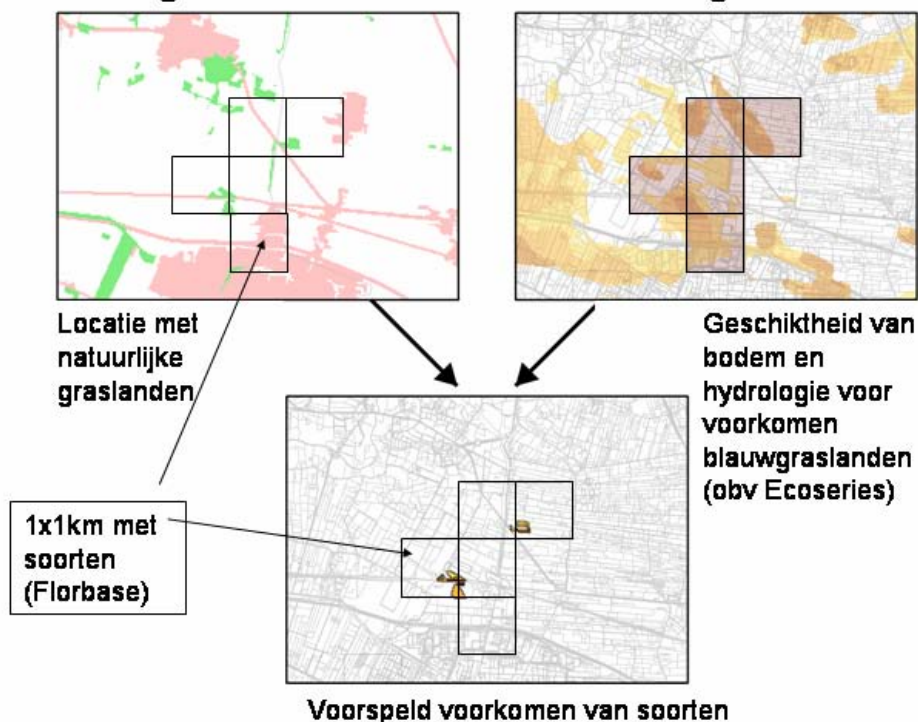 Locatie met
natuurlijke
graslanden
Geschiktheid van
bodem en
hydrologie voor
voorkomen
blauwgraslanden
(obv Ecoseries)
1x1km met
soorten
(Florbase)
Voorspeld voorkomen van soorten